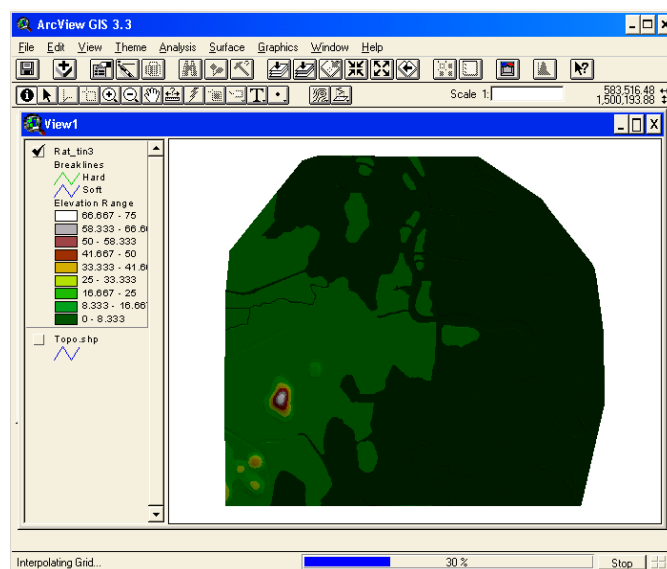 ArcView GIS 3.3
File Edit View Theme Analysis Surface Graphics Window Help
Scale 1:
583,516.48
1,500,193.88
View1
Rat_tin3
Breaklines
Hard
Soft
Elevation Range
66.667 - 75
58.333 - 66.6
50 - 58.333
41.667 - 50
33.333 - 41.6
25 - 33.333
16.667 - 25
8.333 - 16.66
0 - 8.333
Topo.shp
Interpolating Grid...
30 %
Stop